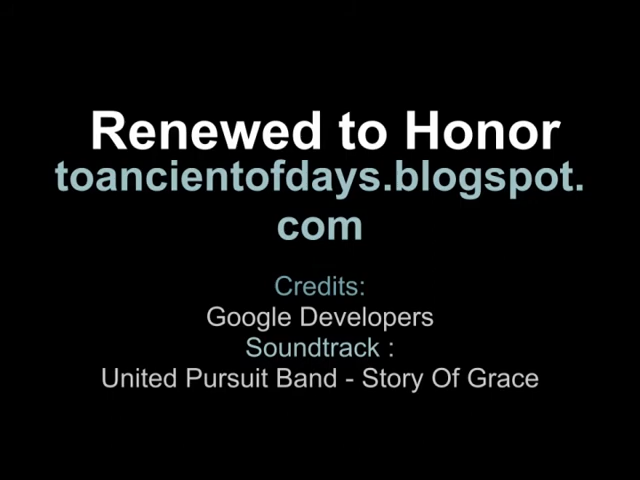 Renewed to Honor
toancientofdays.blogspot.
com
Credits:
Google Developers
Soundtrack :
United Pursuit Band - Story Of Grace